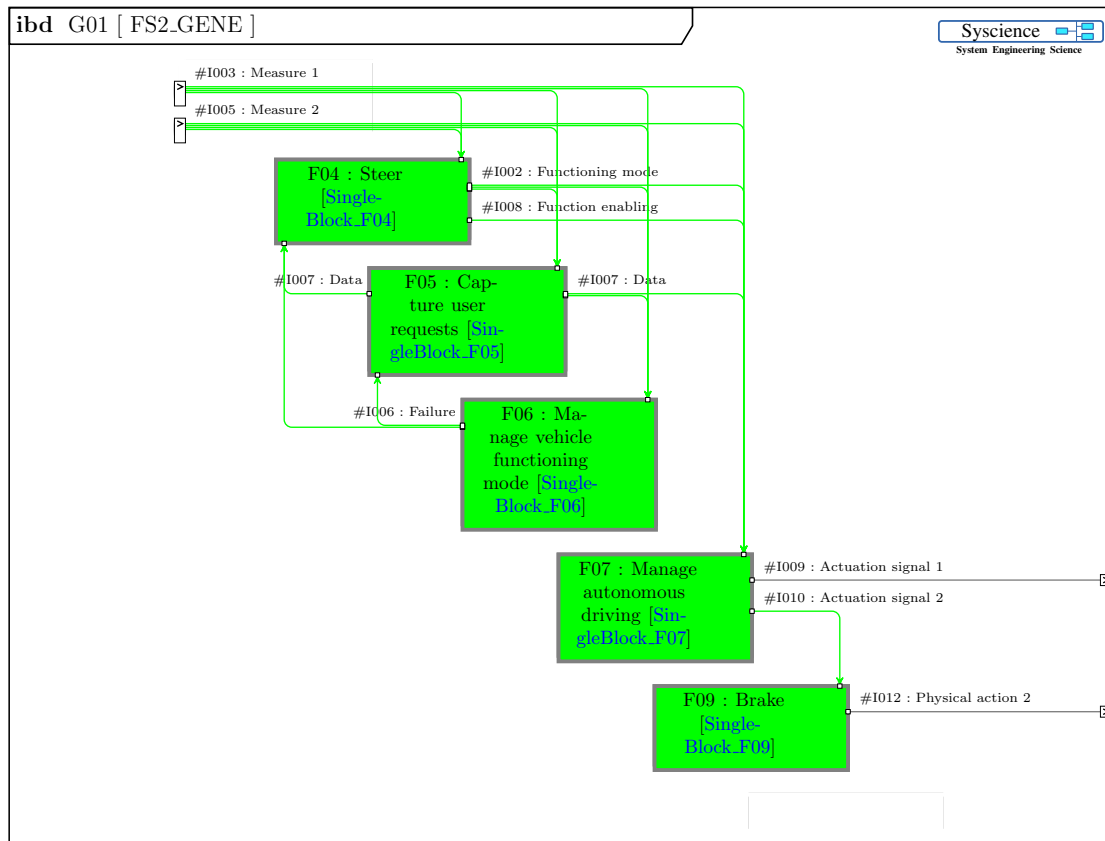 ibd G01 [ FS2_GENE ]
Syscience
System Engineering Science
#I003 : Measure 1
#I005 : Measure 2
F04 : Steer
[Single-
Block_F04]
#I002 : Functioning mode
#I008 : Function enabling
#I007 : Data
F05 : Cap-
ture user
requests [Sin-
gleBlock_F05]
#I007 : Data
#I006 : Failure
F06 : Ma-
nage vehicle
functioning
mode [Single-
Block_F06]
F07 : Manage
autonomous
driving [Sin-
gleBlock_F07]
#I009 : Actuation signal 1
#I010 : Actuation signal 2
F09 : Brake
[Single-
Block_F09]
#I012 : Physical action 2